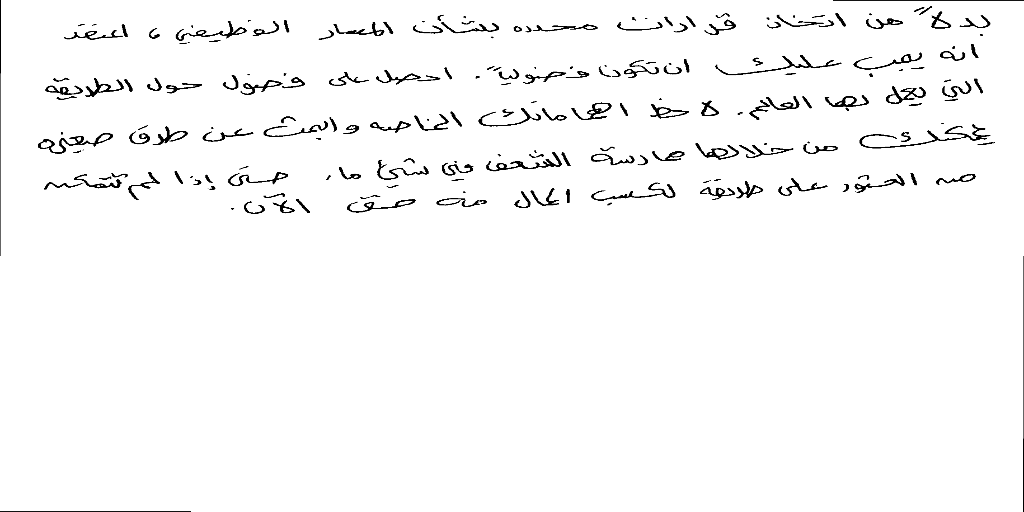 بدلاً من اتخاذ قرارات محدده بشأن المسار الوظيفي، اعتقد
انه يجب عليك ان تكون فضولياً. احصل على فضول حول الطريقة
التي يعمل بها العالم. لاحظ اهتماماتك الخاصه وابحث عن طرق صغيره
يمكنك من خلالها ممارسة الشغف في شيئ ما، حتى إذا لم تتمكن
من العثور على طريقة لكسب المال منه حتى الآن.